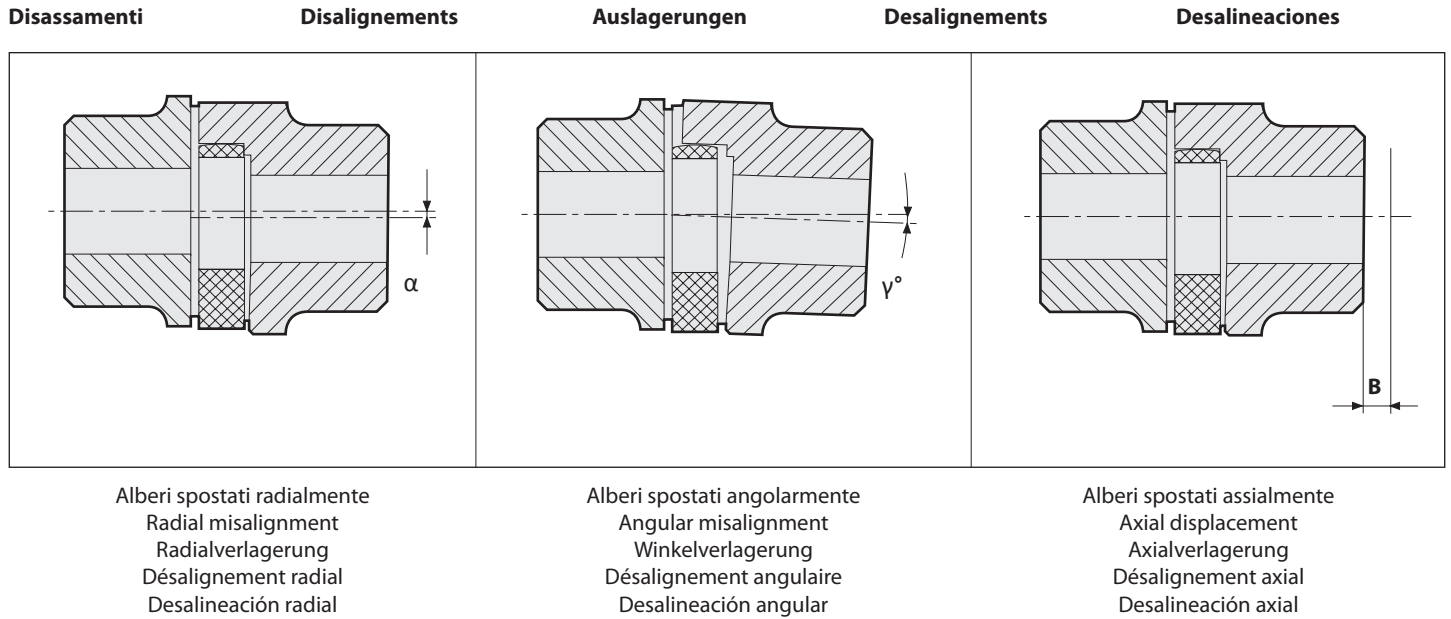 Disassamenti Disalignements Auslagerungen Desalignements Desalineaciones
α
γ°
B
Alberi spostati radialmente
Radial misalignment
Radialverlagerung
Désalignement radial
Desalineación radial
Alberi spostati angolarmente
Angular misalignment
Winkelverlagerung
Désalignement angulaire
Desalineación angular
Alberi spostati assialmente
Axial displacement
Axialverlagerung
Désalignement axial
Desalineación axial